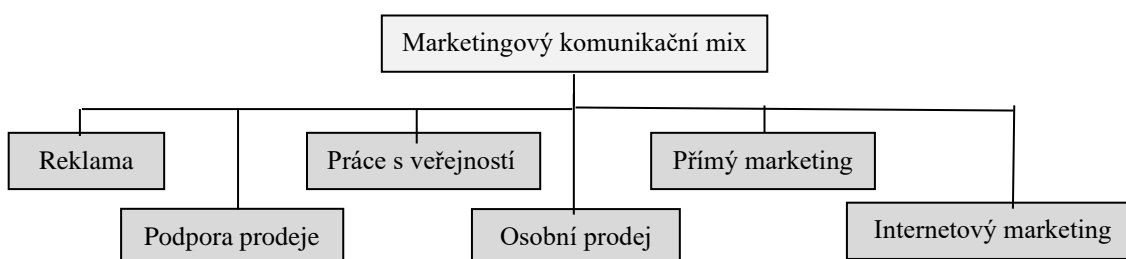 Marketingový komunikační mix
Reklama
Práce s veřejností
Přímý marketing
Podpora prodeje
Osobní prodej
Internetový marketing